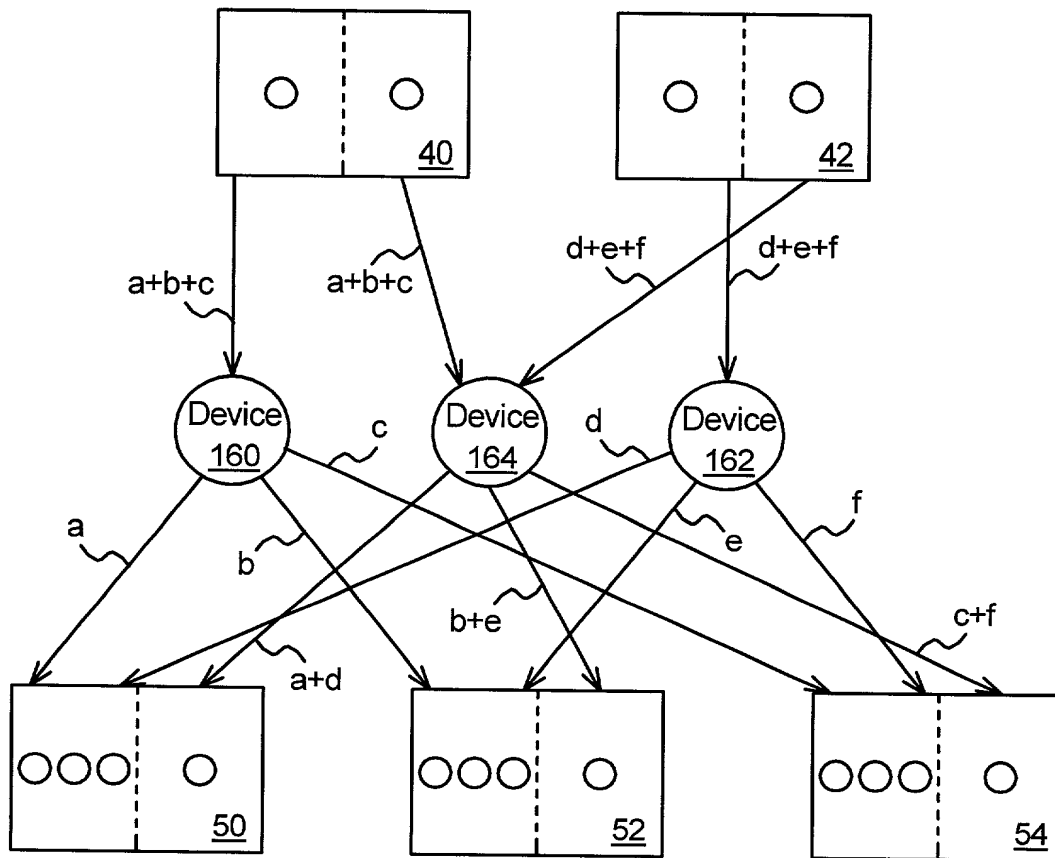 40
42
a+b+c
a+b+c
d+e+f
d+e+f
Device
160
Device
164
Device
162
c
d
a
b
e
f
b+e
c+f
a+d
50
52
54